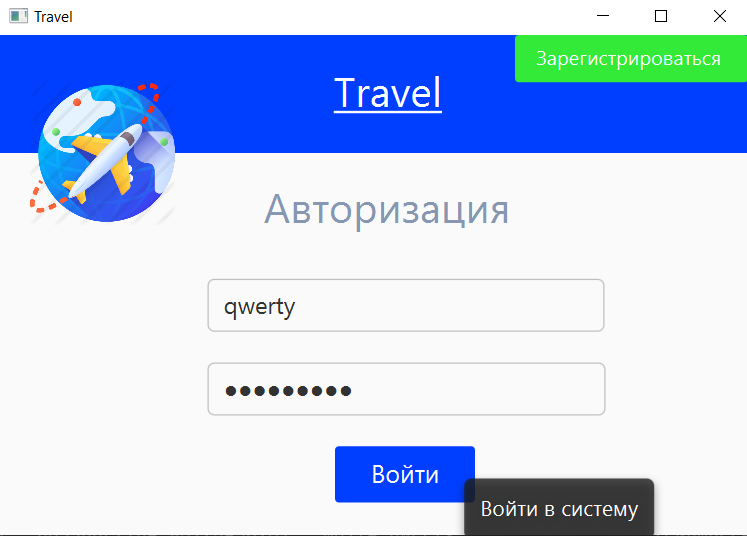 Travel
Зарегистрироваться
Travel
Авторизация
qwerty
●●●●●●●●●
Войти
Войти в систему